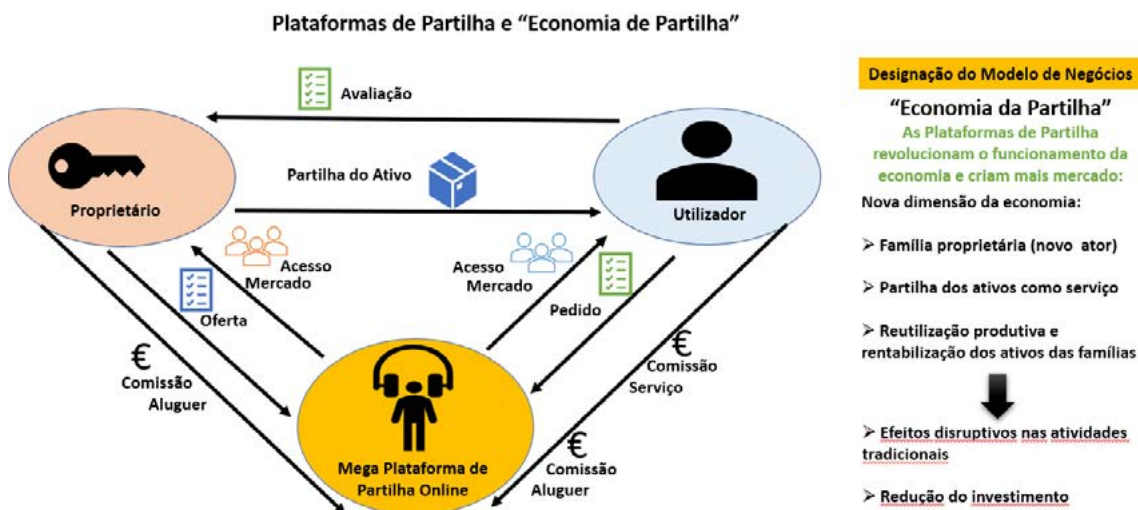 Plataformas de Partilha e “Economia de Partilha”
Avaliação
Proprietário
Partilha do Ativo
Utilizador
Acesso
Mercado
Oferta
Acesso
Mercado
Pedido
€
Comissão
Aluguer
€
Comissão
Serviço
€
Comissão
Aluguer
Mega Plataforma de
Partilha Online
Designação do Modelo de Negócios
“Economia da Partilha”
As Plataformas de Partilha
revolucionam o funcionamento da
economia e criam mais mercado:
Nova dimensão da economia:
➢ Família proprietária (novo ator)
➢ Partilha dos ativos como serviço
➢ Reutilização produtiva e
rentabilização dos ativos das famílias
➢ Efeitos disruptivos nas atividades
tradicionais
➢ Redução do investimento